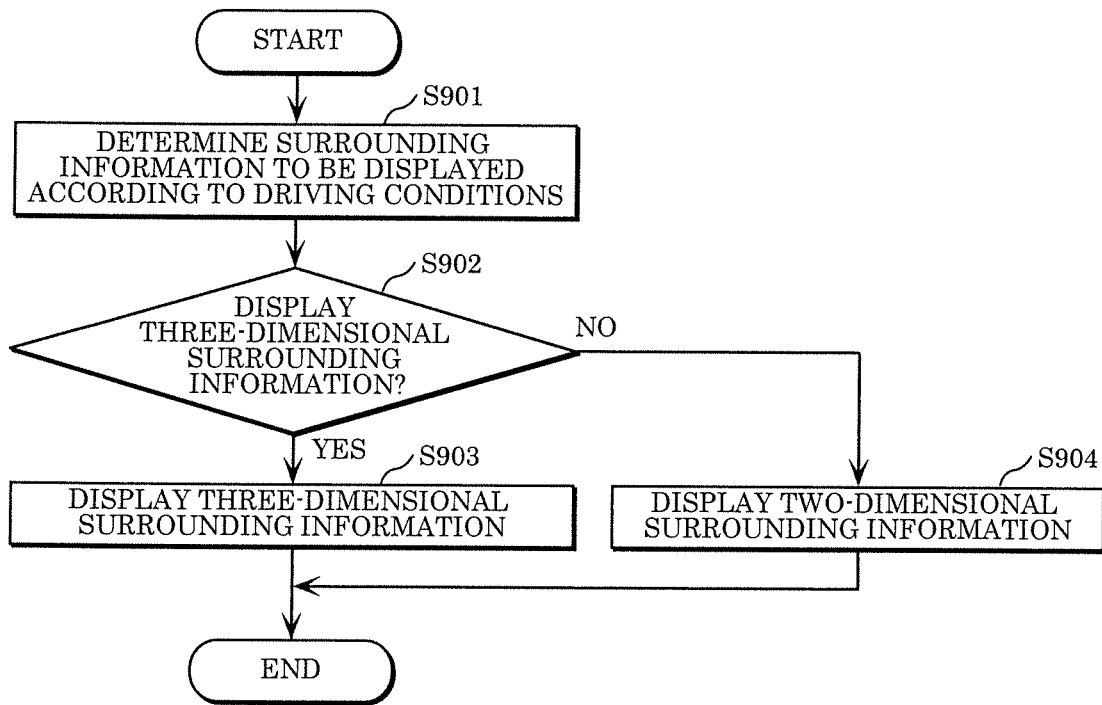 START
S901
DETERMINE SURROUNDING
INFORMATION TO BE DISPLAYED
ACCORDING TO DRIVING CONDITIONS
S902
DISPLAY
THREE-DIMENSIONAL
SURROUNDING
INFORMATION?
NO
YES
S903
DISPLAY THREE-DIMENSIONAL
SURROUNDING INFORMATION
S904
DISPLAY TWO-DIMENSIONAL
SURROUNDING INFORMATION
END